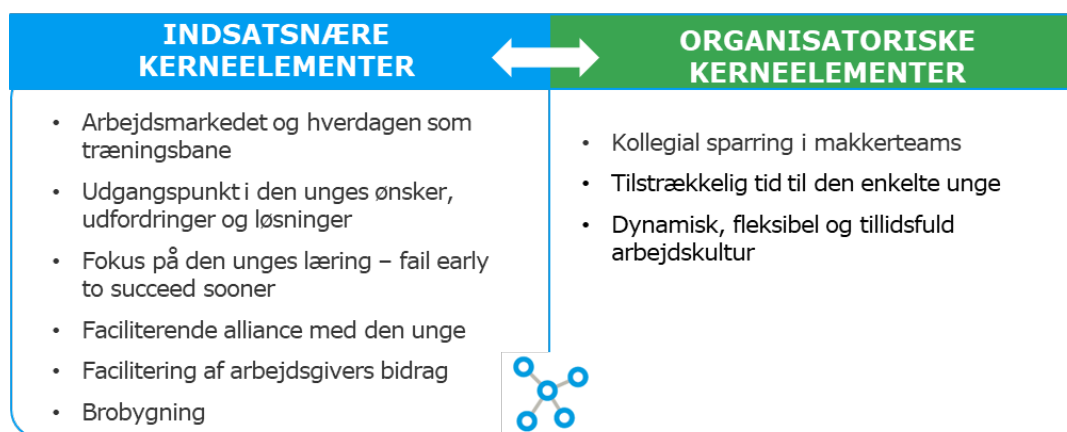 INDSATSNÆRE
KERNEELEMENTER
• Arbejdsmarkedet og hverdagen som
træningsbane
• Udgangspunkt i den unges ønsker,
udfordringer og løsninger
• Fokus på den unges læring – fail early
to succeed sooner
• Faciliterende alliance med den unge
• Facilitering af arbejdsgivers bidrag
• Brobygning
ORGANISATORISKE
KERNEELEMENTER
• Kollegial sparring i makkerteams
• Tilstrækkelig tid til den enkelte unge
• Dynamisk, fleksibel og tillidsfuld
arbejdskultur